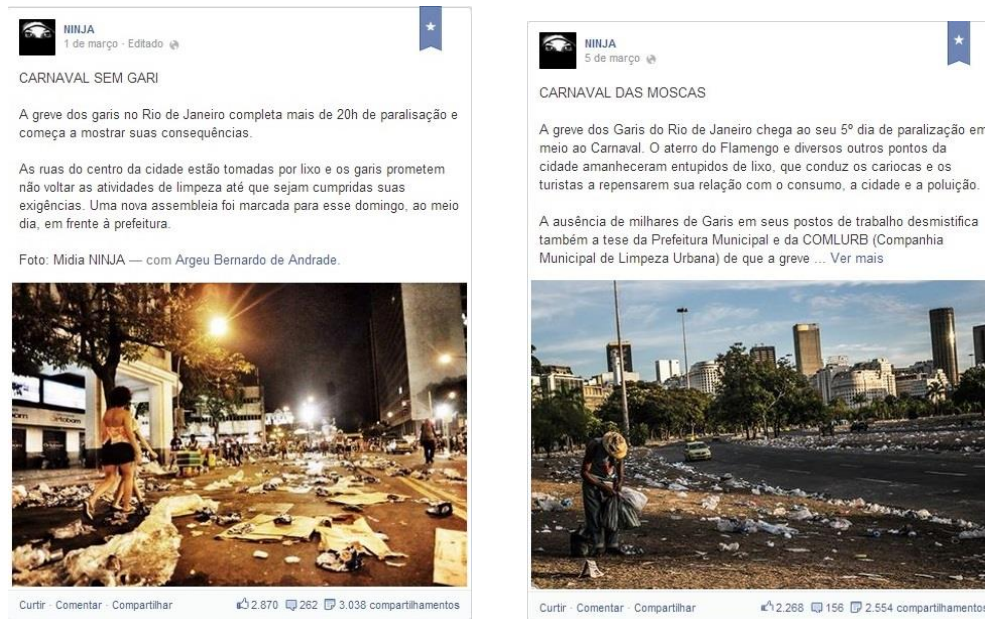 NINJA
1 de março · Editado
CARNAVAL SEM GARI
A greve dos garis no Rio de Janeiro completa mais de 20h de paralisação e
começa a mostrar suas consequências.
As ruas do centro da cidade estão tomadas por lixo e os garis prometem
não voltar as atividades de limpeza até que sejam cumpridas suas
exigências. Uma nova assembleia foi marcada para esse domingo, ao meio
dia, em frente à prefeitura.
Foto: Midia NINJA — com Argeu Bernardo de Andrade.
Curtir · Comentar · Compartilhar 2.870 262 3.038 compartilhamentos
NINJA
5 de março
CARNAVAL DAS MOSCAS
A greve dos Garis do Rio de Janeiro chega ao seu 5º dia de paralização em
meio ao Carnaval. O aterro do Flamengo e diversos outros pontos da
cidade amanheceram entupidos de lixo, que conduz os cariocas e os
turistas a repensarem sua relação com o consumo, a cidade e a poluição.
A ausência de milhares de Garis em seus postos de trabalho desmistifica
também a tese da Prefeitura Municipal e da COMLURB (Companhia
Municipal de Limpeza Urbana) de que a greve ... Ver mais
Curtir · Comentar · Compartilhar 2.268 156 2.554 compartilhamentos